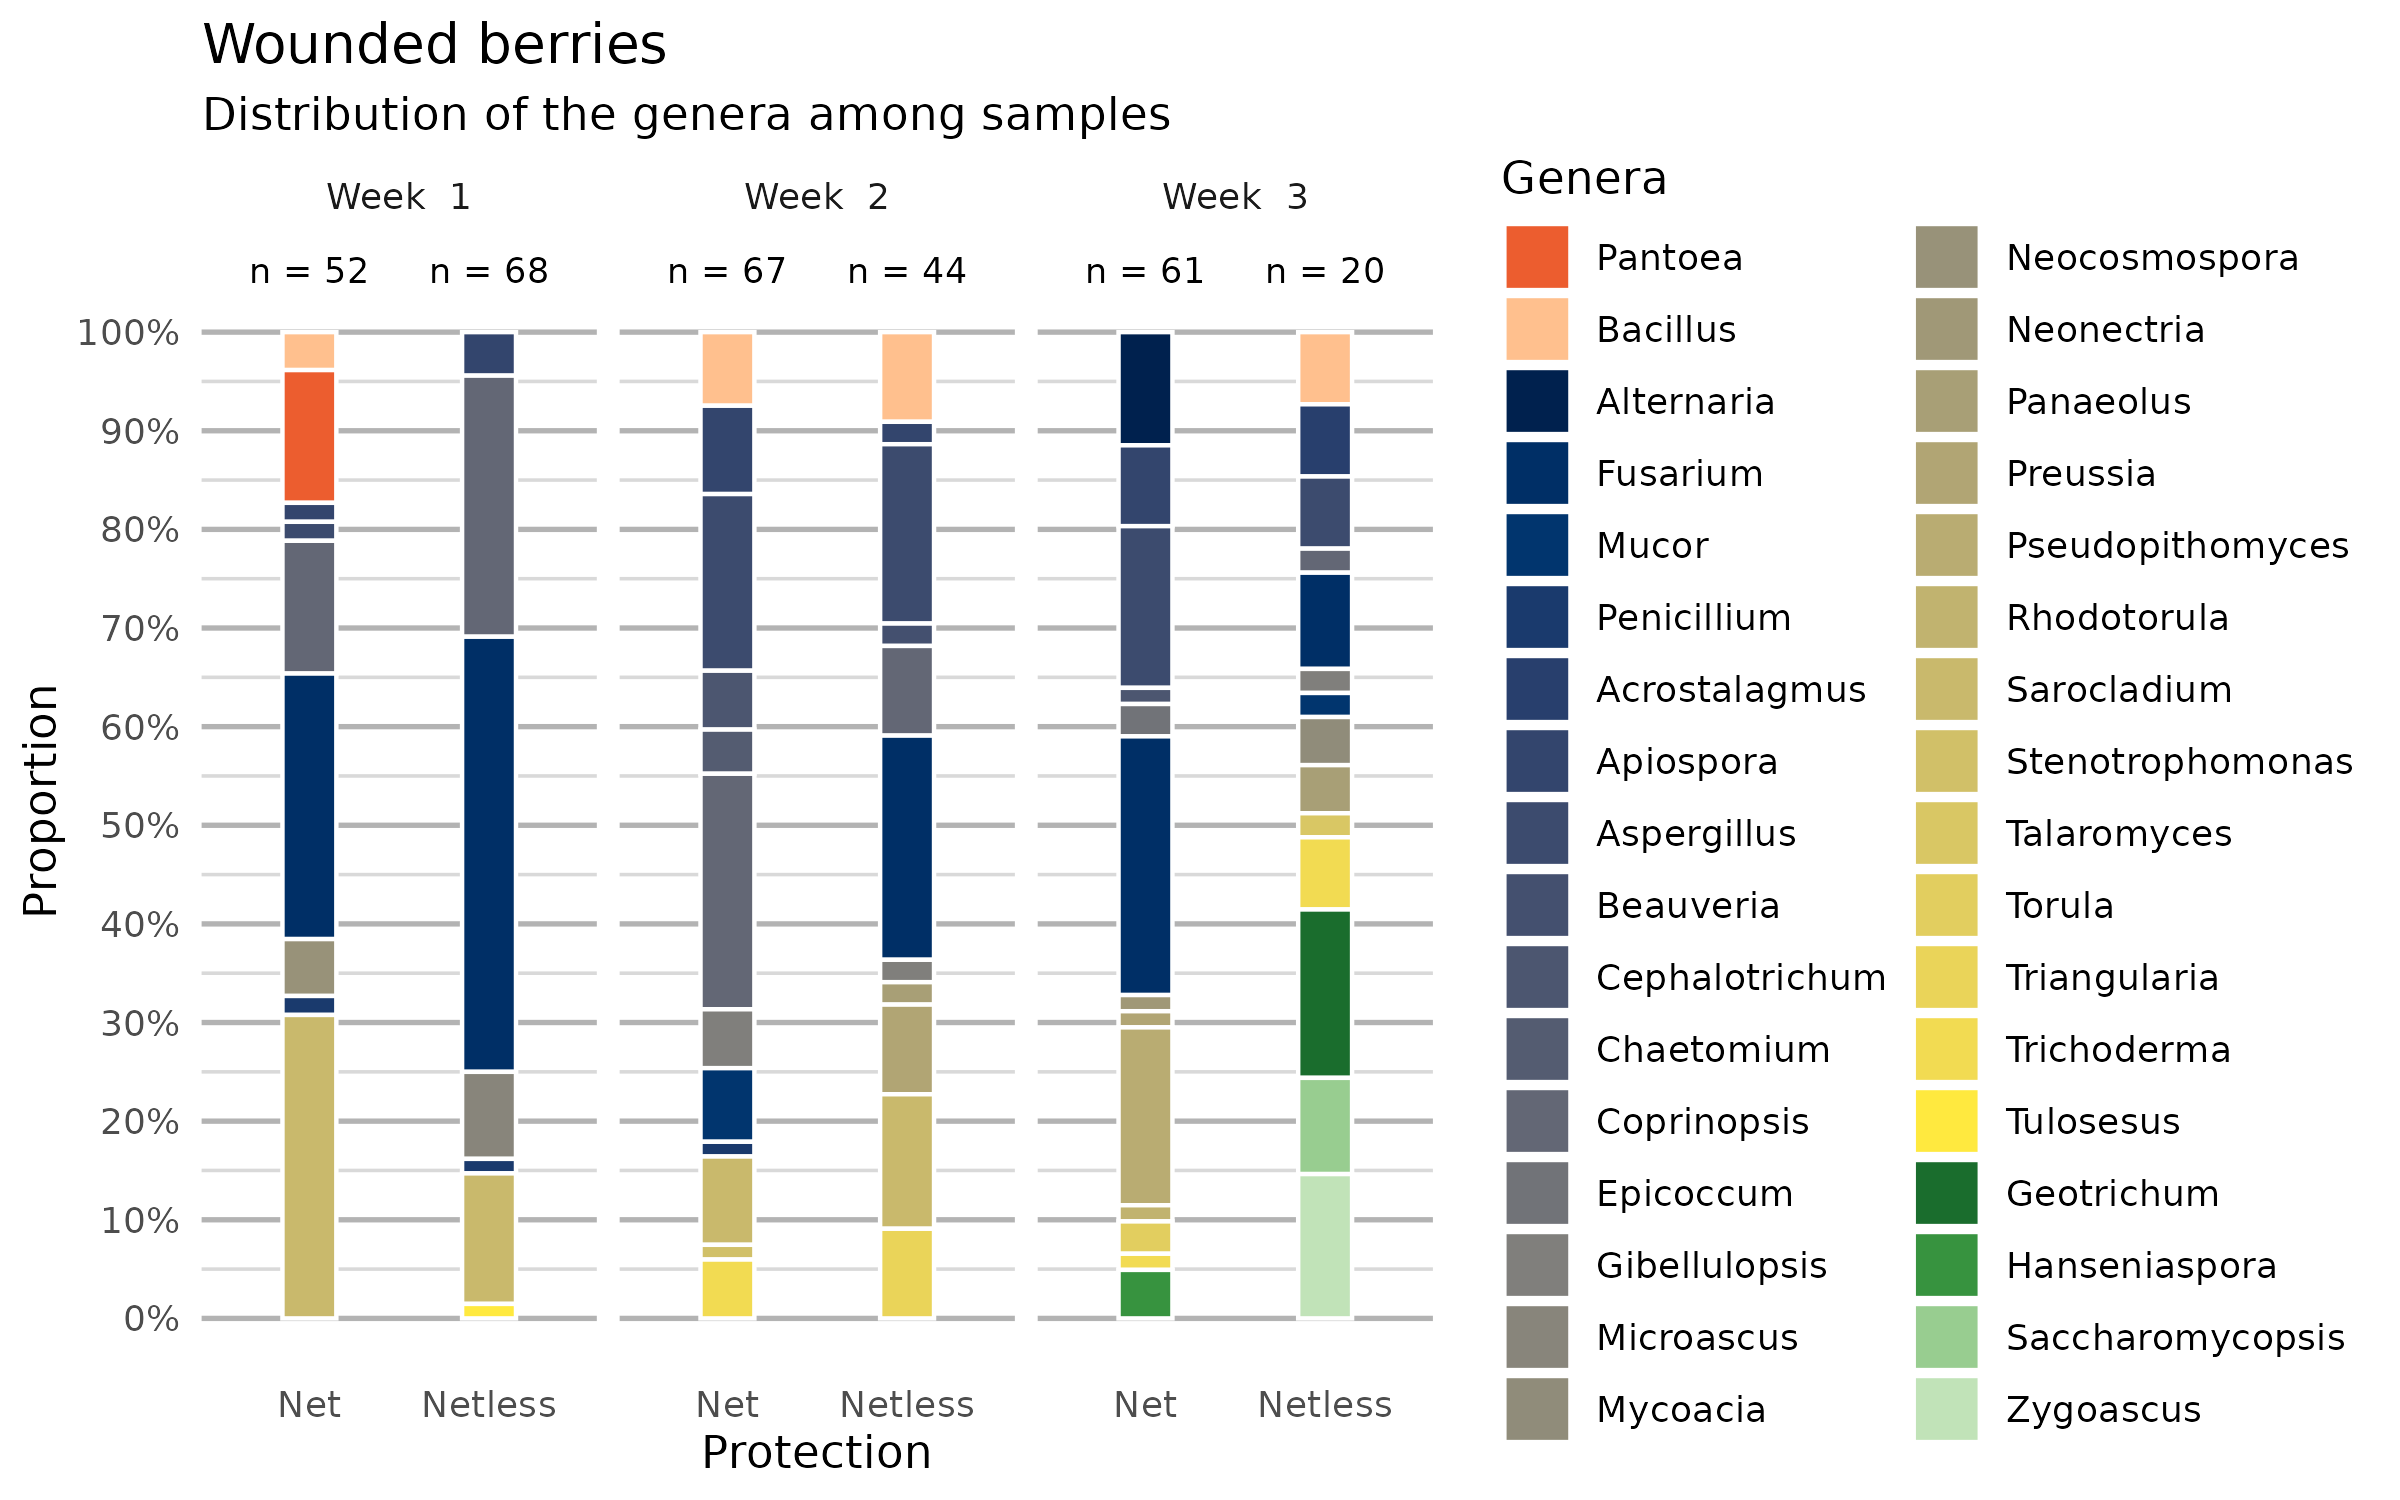 Wounded berries
Distribution of the genera among samples
Week  1
Week  2
Week  3
n = 52
n = 68
n = 67
n = 44
n = 61
n = 20
100%
90%
80%
70%
60%
50%
40%
30%
20%
10%
0%
Proportion
Net
Netless
Net
Netless
Net
Netless
Protection
Genera
Pantoea
Bacillus
Alternaria
Fusarium
Mucor
Penicillium
Acrostalagmus
Apiospora
Aspergillus
Beauveria
Cephalotrichum
Chaetomium
Coprinopsis
Epicoccum
Gibellulopsis
Microascus
Mycoacia
Neocosmospora
Neonectria
Panaeolus
Preussia
Pseudopithomyces
Rhodotorula
Sarocladium
Stenotrophomonas
Talaromyces
Torula
Triangularia
Trichoderma
Tulosesus
Geotrichum
Hanseniaspora
Saccharomycopsis
Zygoascus